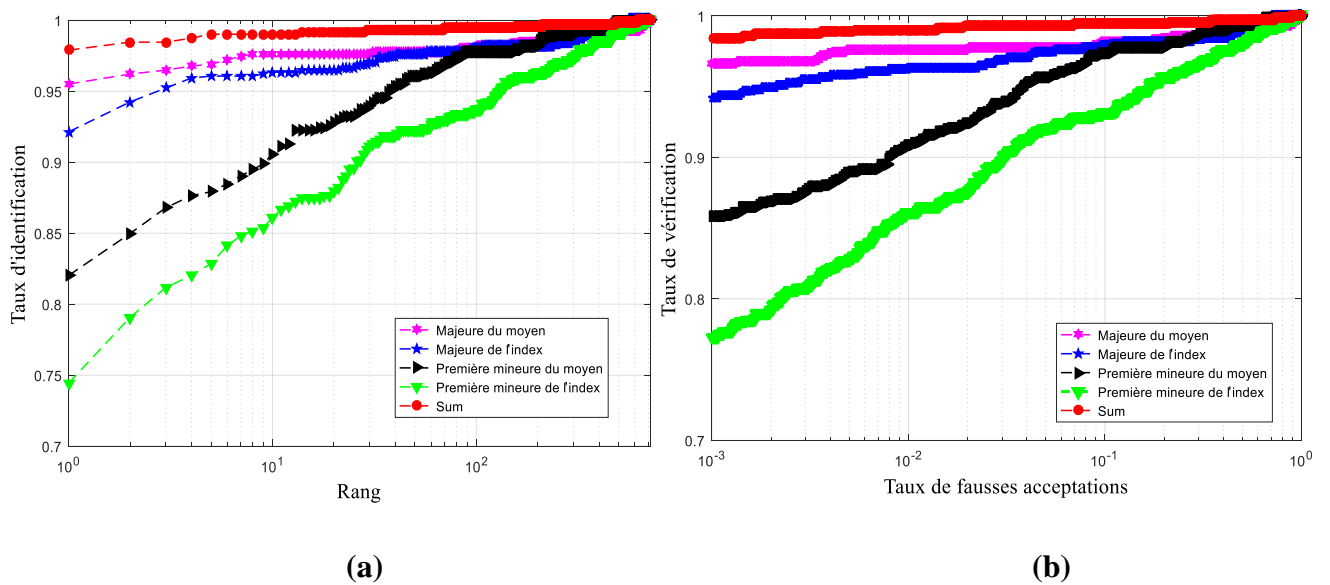 Taux d'identification
1
0.95
0.9
0.85
0.8
0.75
0.7
10^0
10^1
10^2
Rang
Majeure du moyen
Majeure de l'index
Première mineure du moyen
Première mineure de l'index
Sum
(a)
Taux de vérification
1
0.9
0.8
0.7
10^-3
10^-2
10^-1
10^0
Taux de fausses acceptations
Majeure du moyen
Majeure de l'index
Première mineure du moyen
Première mineure de l'index
Sum
(b)